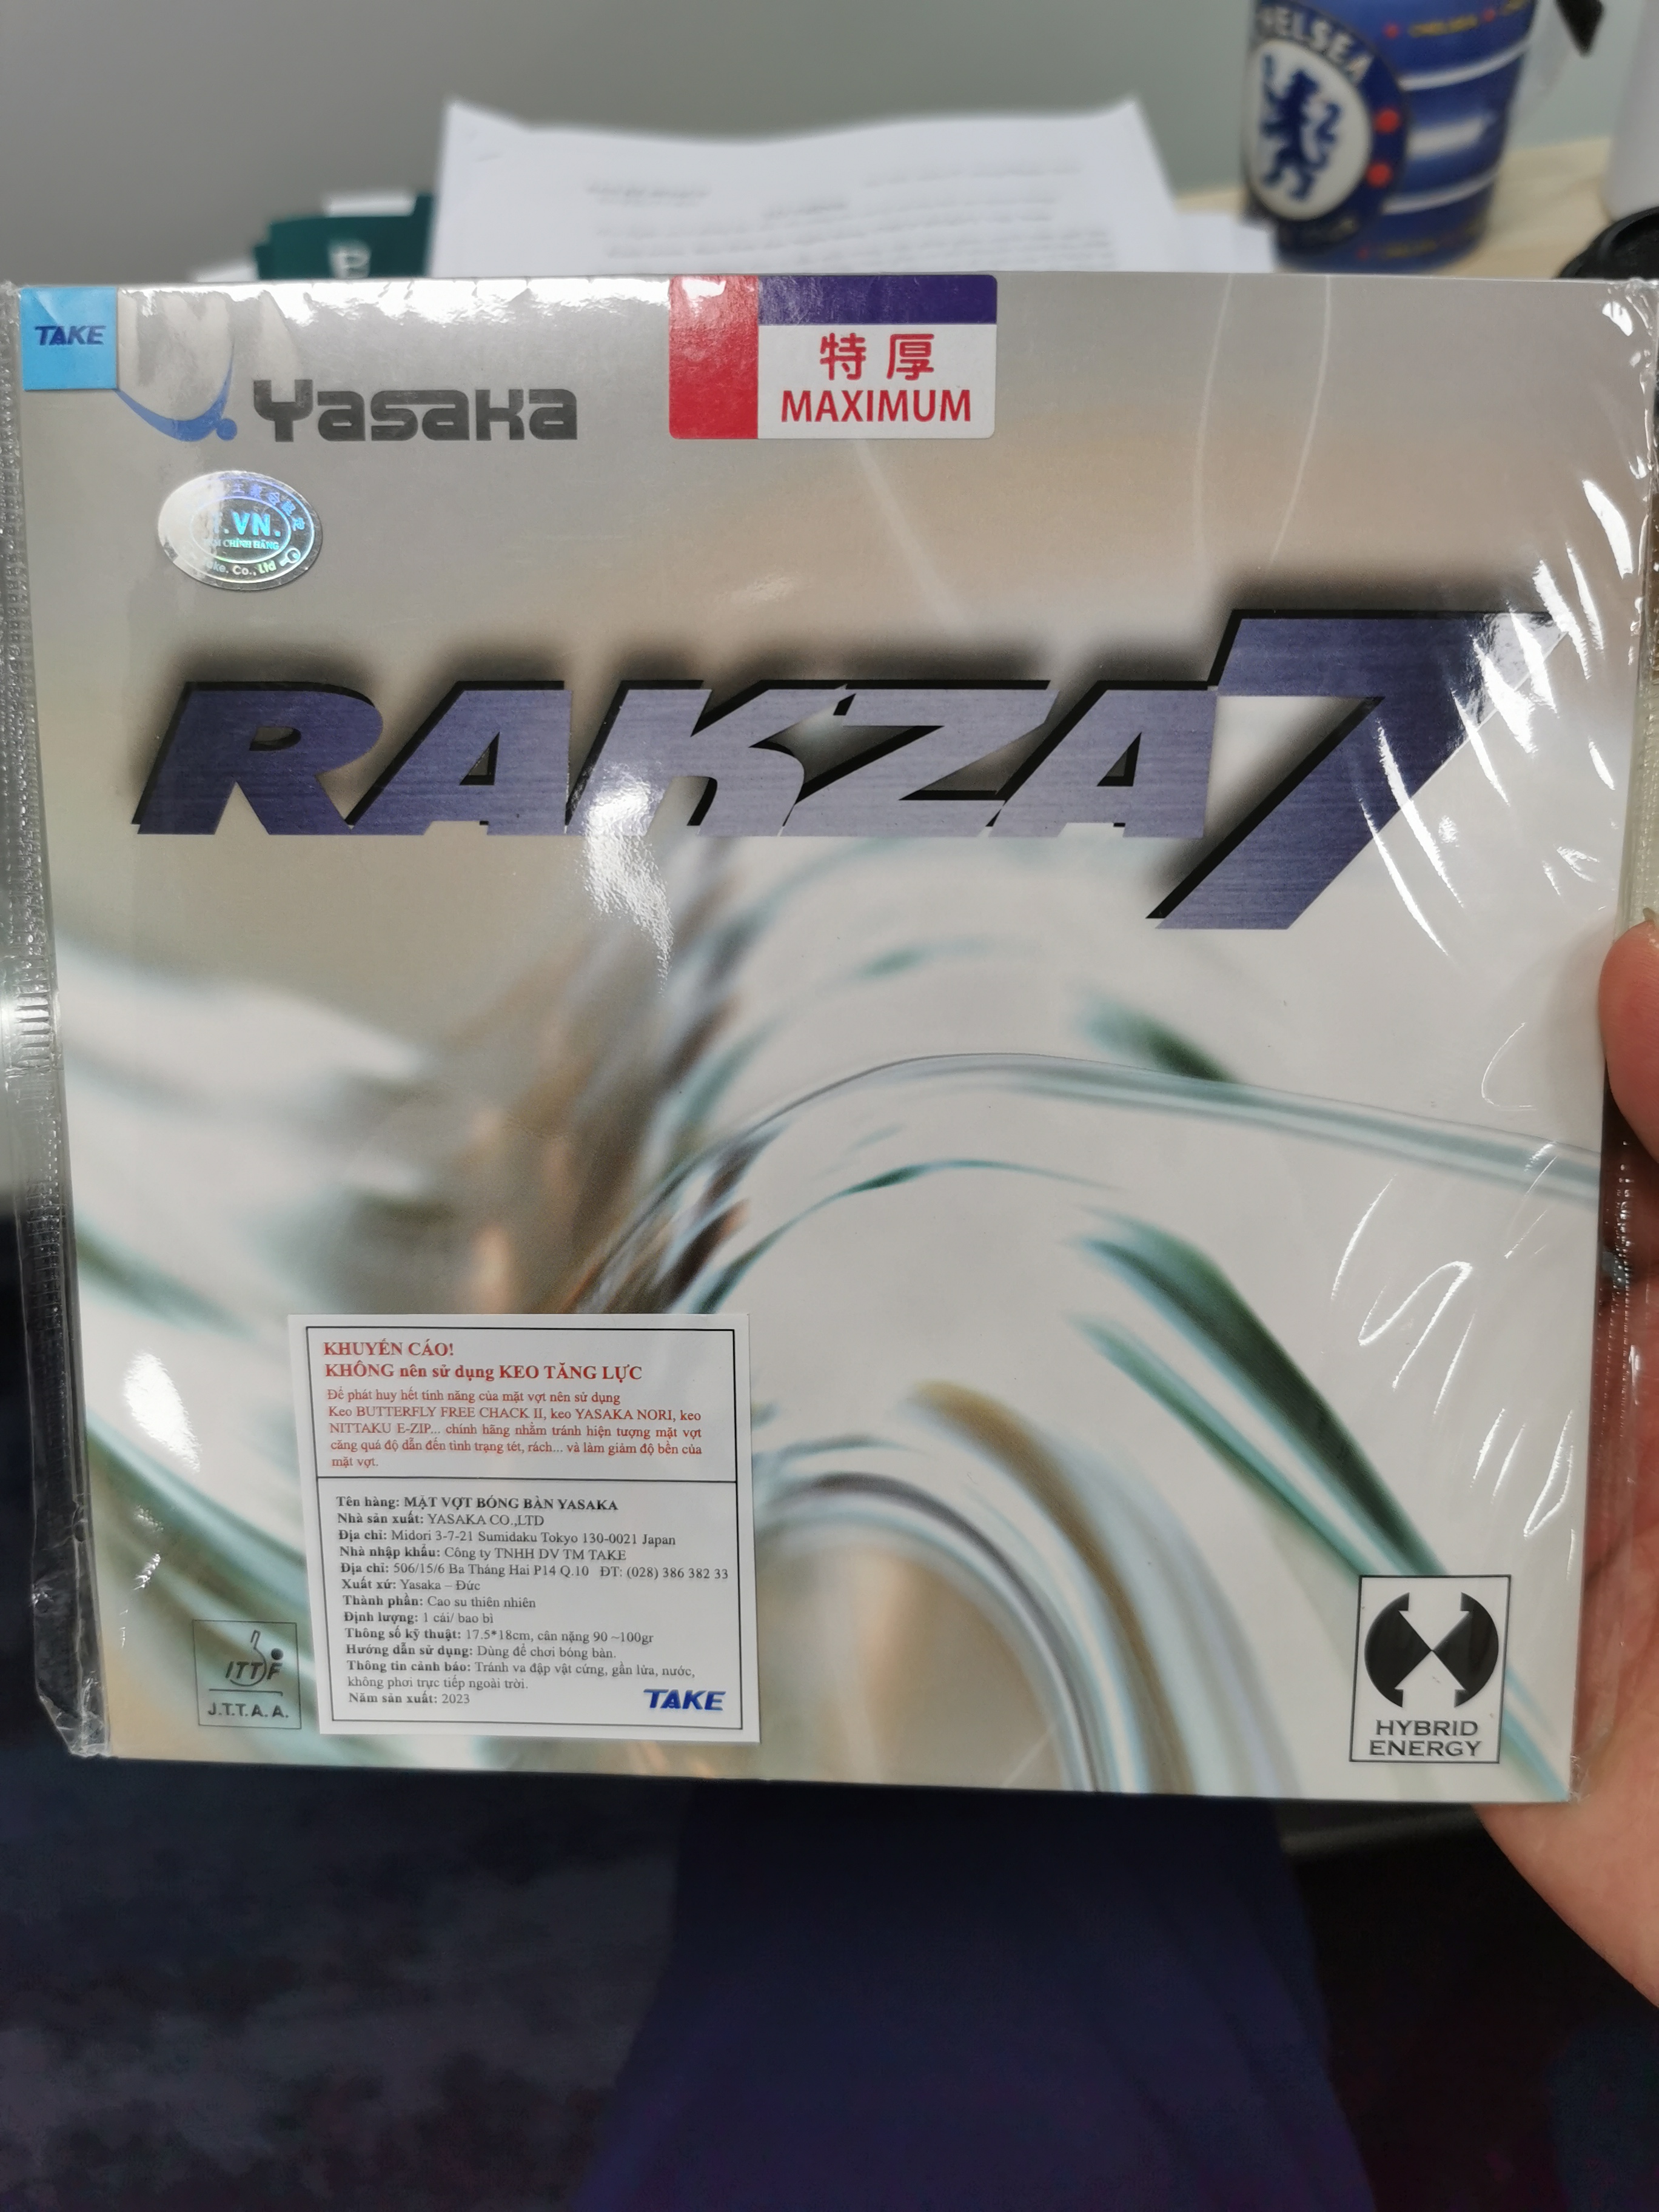 CHELSEA
TAKE
Yasaka
特厚
MAXIMUM
.VN.
CHÍNH HÃNG
Co., Ltd
RAKZA7
KHUYẾN CÁO!
KHÔNG nên sử dụng KEO TĂNG LỰC
Để phát huy hết tính năng của mặt vợt nên sử dụng
Keo BUTTERFLY FREE CHACK II, keo YASAKA NORI, keo
NITTAKU E-ZIP... chính hãng nhằm tránh hiện tượng mặt vợt
căng quá độ dẫn đến tình trạng tét, rách... và làm giảm độ bền của
mặt vợt.
Tên hàng: MẶT VỢT BÓNG BÀN YASAKA
Nhà sản xuất: YASAKA CO.,LTD
Địa chỉ: Midori 3-7-21 Sumidaku Tokyo 130-0021 Japan
Nhà nhập khẩu: Công ty TNHH DV TM TAKE
Địa chỉ: 506/15/6 Ba Tháng Hai P14 Q.10 ĐT: (028) 386 382 33
Xuất xứ: Yasaka – Đức
Thành phần: Cao su thiên nhiên
Định lượng: 1 cái/ bao bì
Thông số kỹ thuật: 17.5*18cm, cân nặng 90 ~100gr
Hướng dẫn sử dụng: Dùng để chơi bóng bàn.
Thông tin cảnh báo: Tránh va đập vật cứng, gần lửa, nước,
không phơi trực tiếp ngoài trời.
Năm sản xuất: 2023
TAKE
ITTF
J.T.T.A.A.
HYBRID
ENERGY